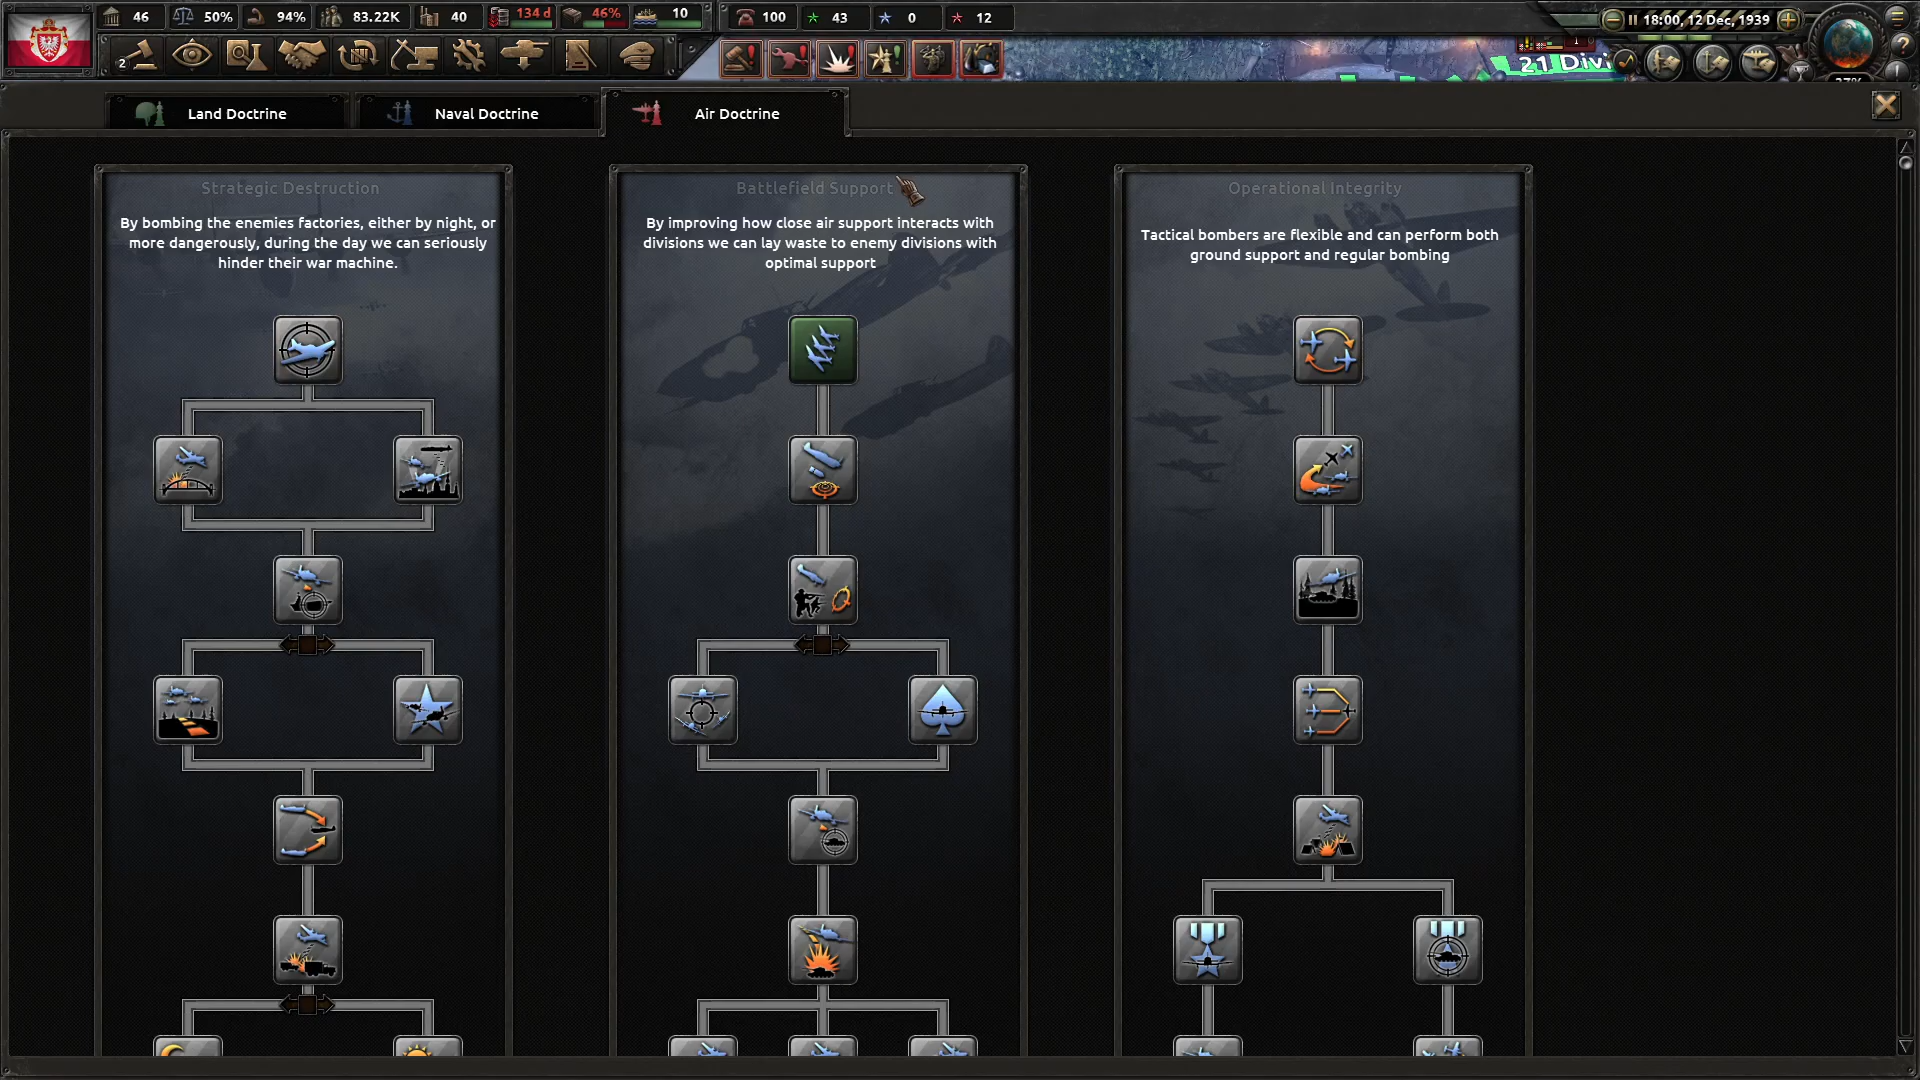 46 50% 94% 83.22K 40 134 d 46% 10 100 43 0 12 18:00, 12 Dec, 1939
2 21 Divi
Land Doctrine Naval Doctrine Air Doctrine
Strategic Destruction
By bombing the enemies factories, either by night, or
more dangerously, during the day we can seriously
hinder their war machine.
Battlefield Support
By improving how close air support interacts with
divisions we can lay waste to enemy divisions with
optimal support
Operational Integrity
Tactical bombers are flexible and can perform both
ground support and regular bombing